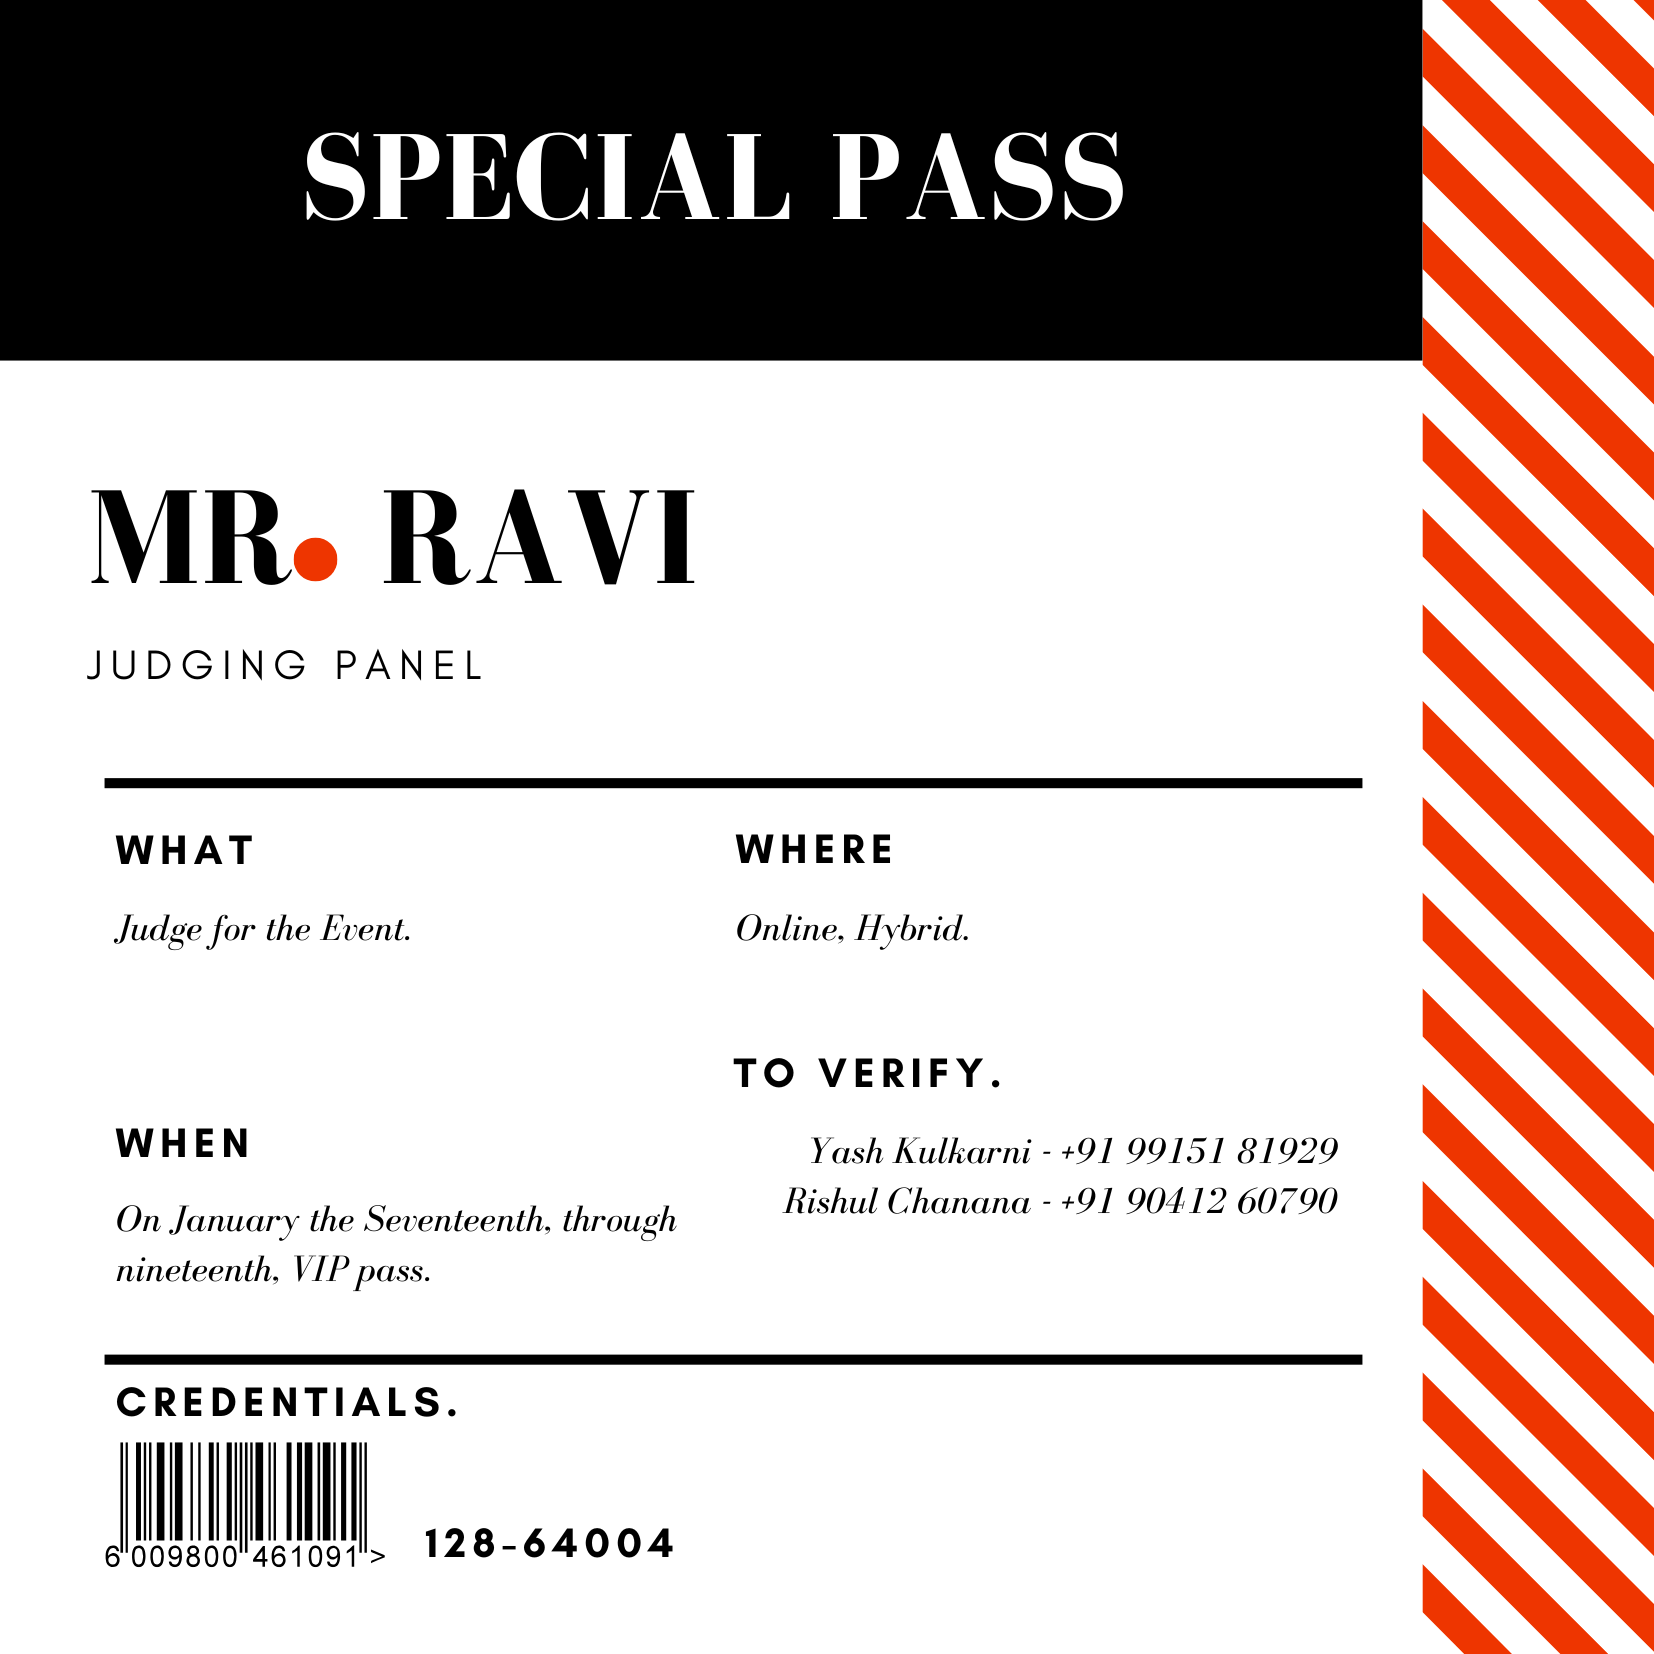 SPECIAL PASS
MR. RAVI
JUDGING PANEL
WHAT
Judge for the Event.
WHERE
Online, Hybrid.
WHEN
On January the Seventeenth, through
nineteenth, VIP pass.
TO VERIFY.
Yash Kulkarni - +91 99151 81929
Rishul Chanana - +91 90412 60790
CREDENTIALS.
6 009800 461091 >
128-64004